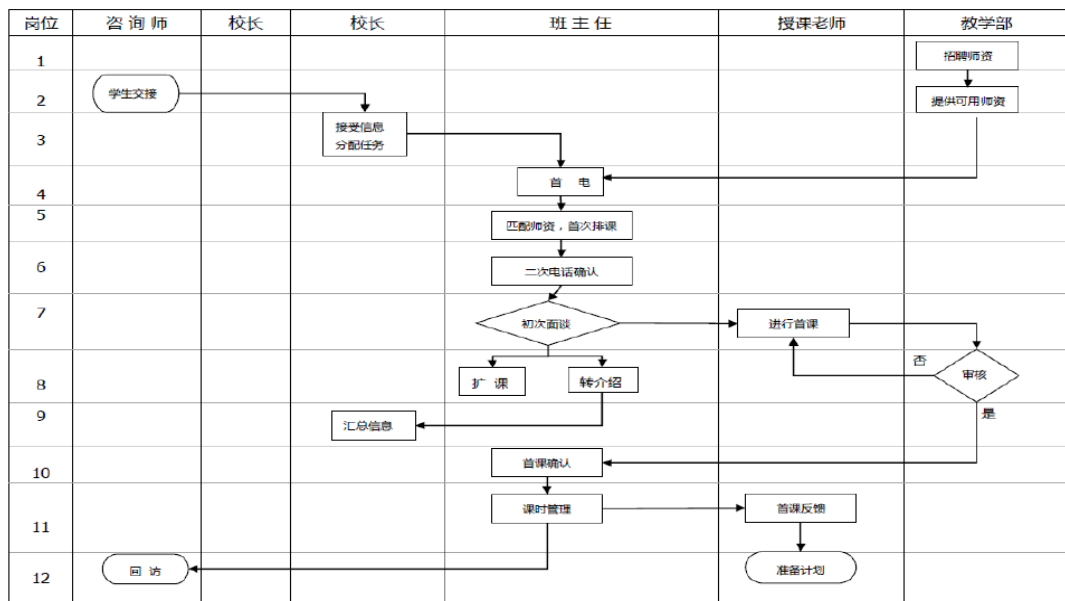 岗位 咨询师 校长 校长 班主任 授课老师 教学部
1 招聘师资
2 学生交接 提供可用师资
3 接受信息
分配任务
4 首 电
5 匹配师资，首次排课
6 二次电话确认
7 初次面谈 进行首课
否
8 扩 课 转介绍 审核
9 汇总信息 是
10 首课确认
11 课时管理 首课反馈
12 回 访 准备计划